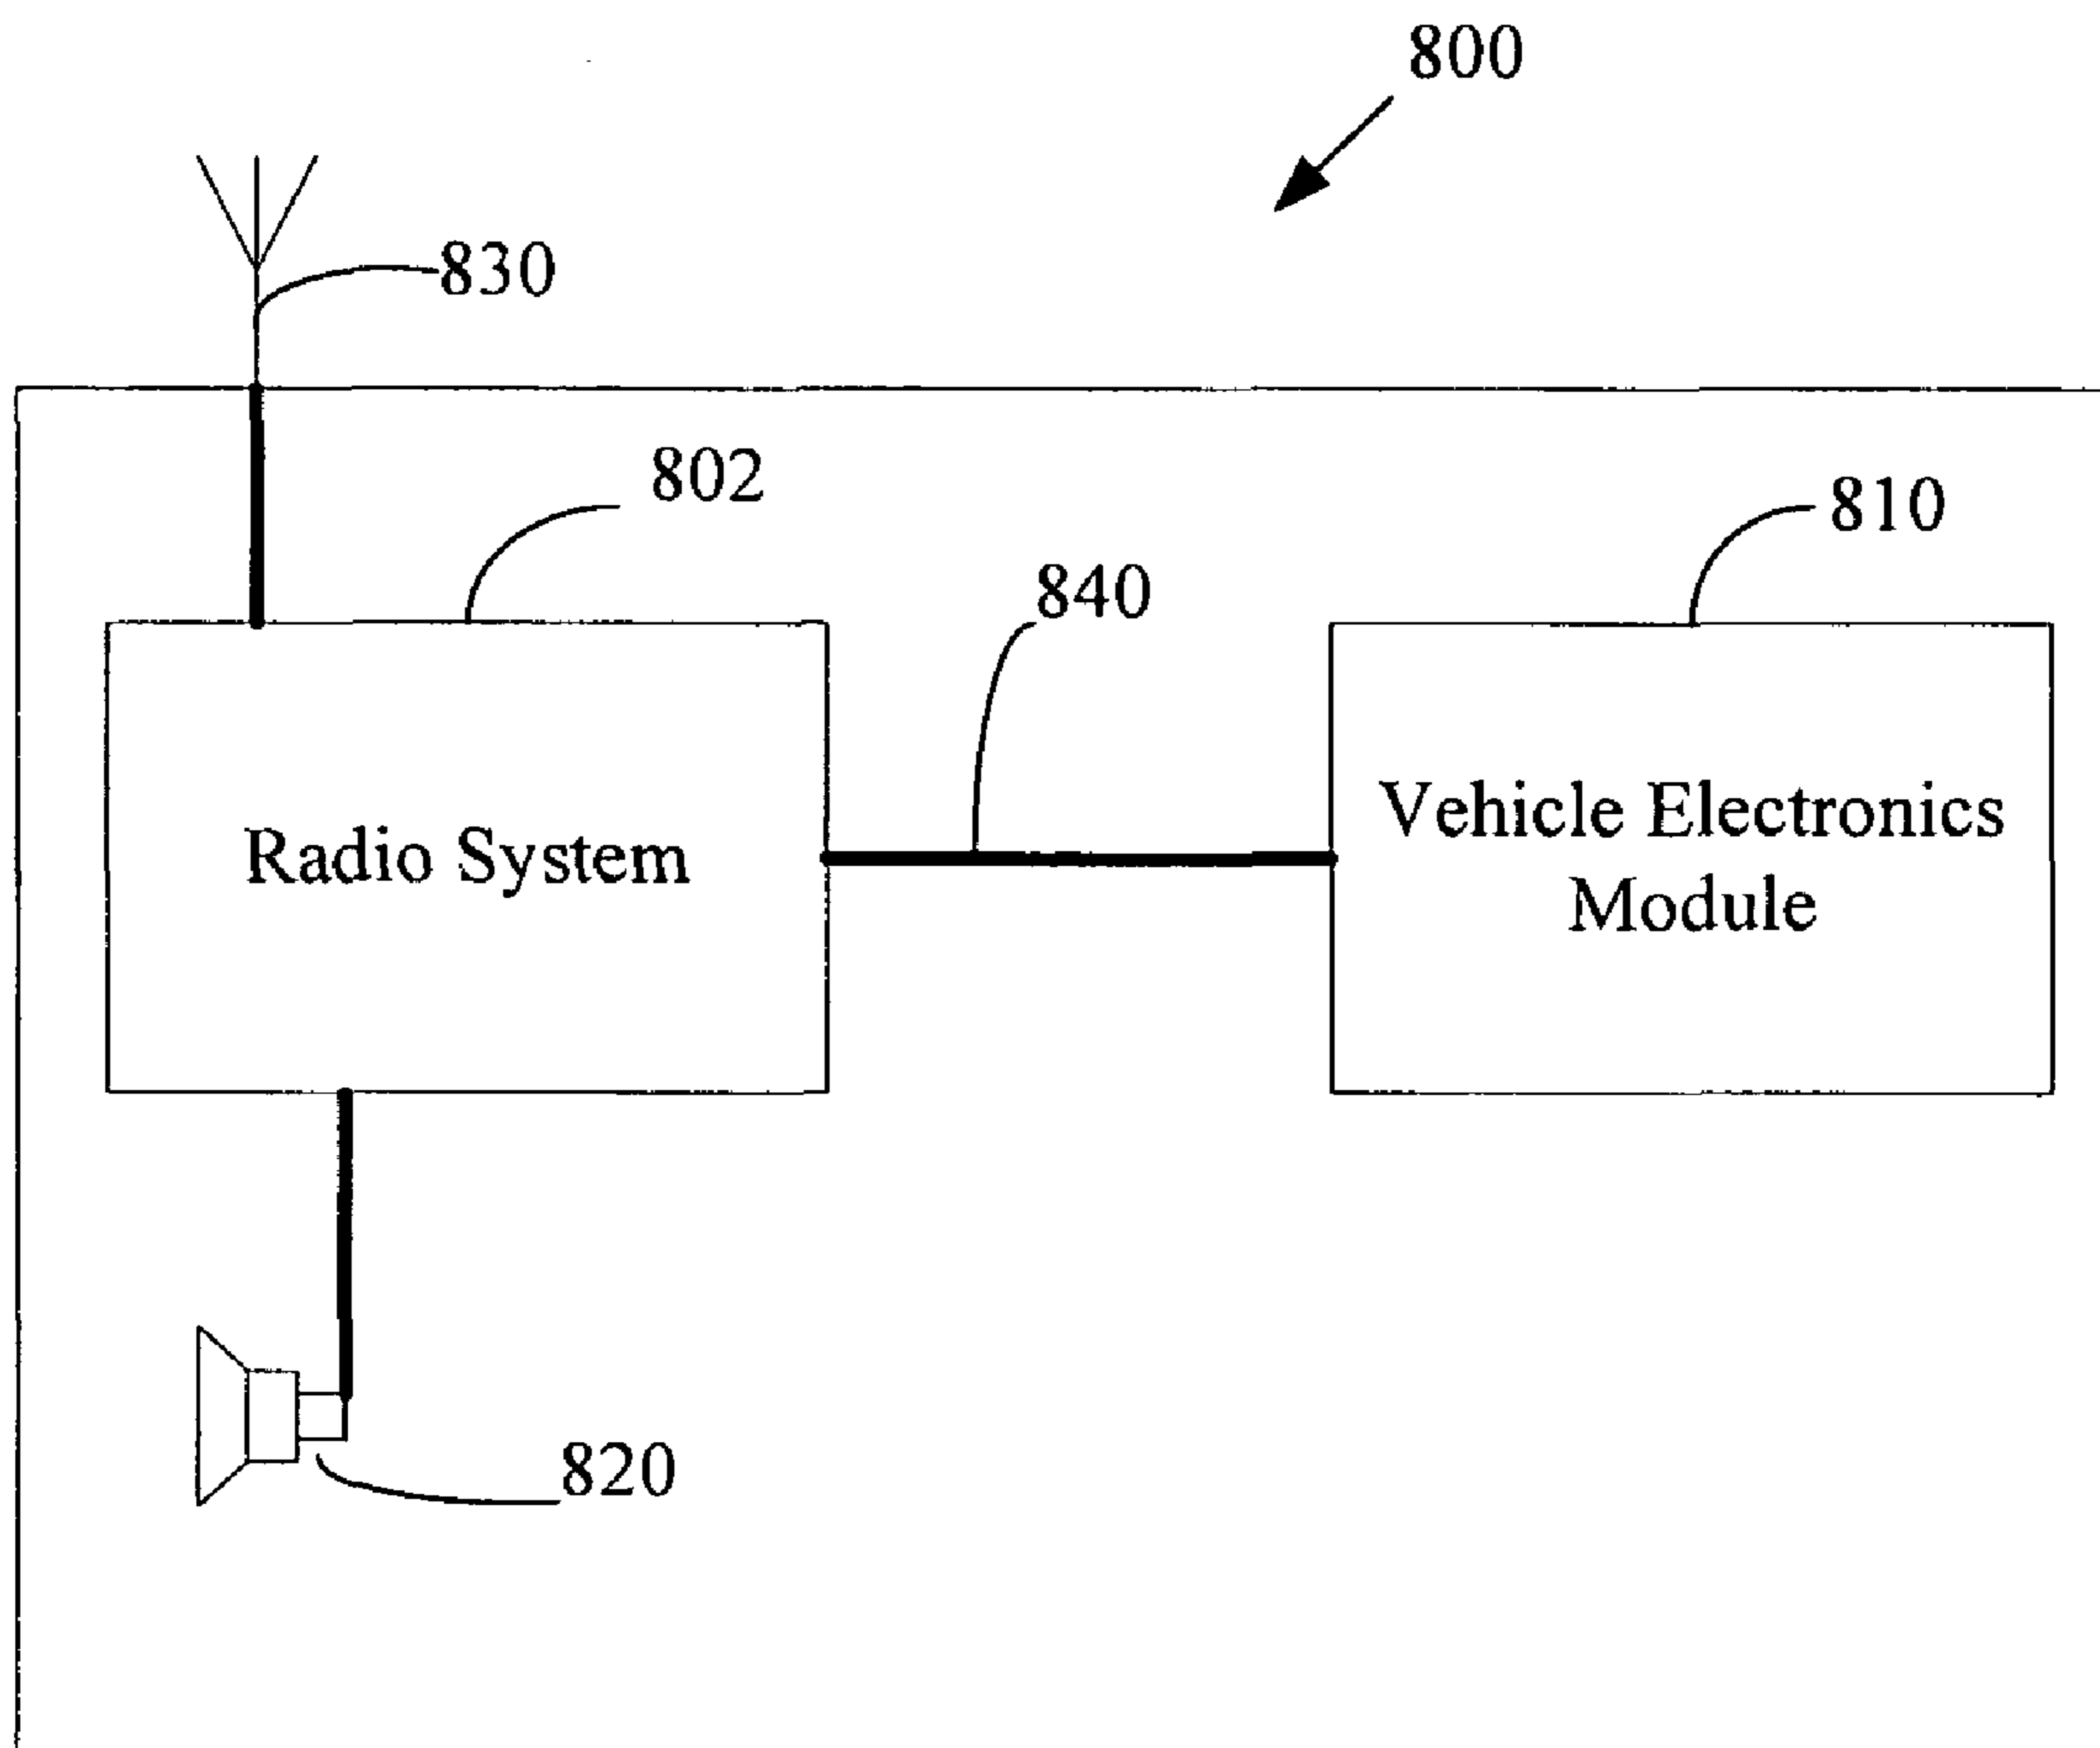 800
830
802
810
840
Radio System
Vehicle Electronics
Module
820